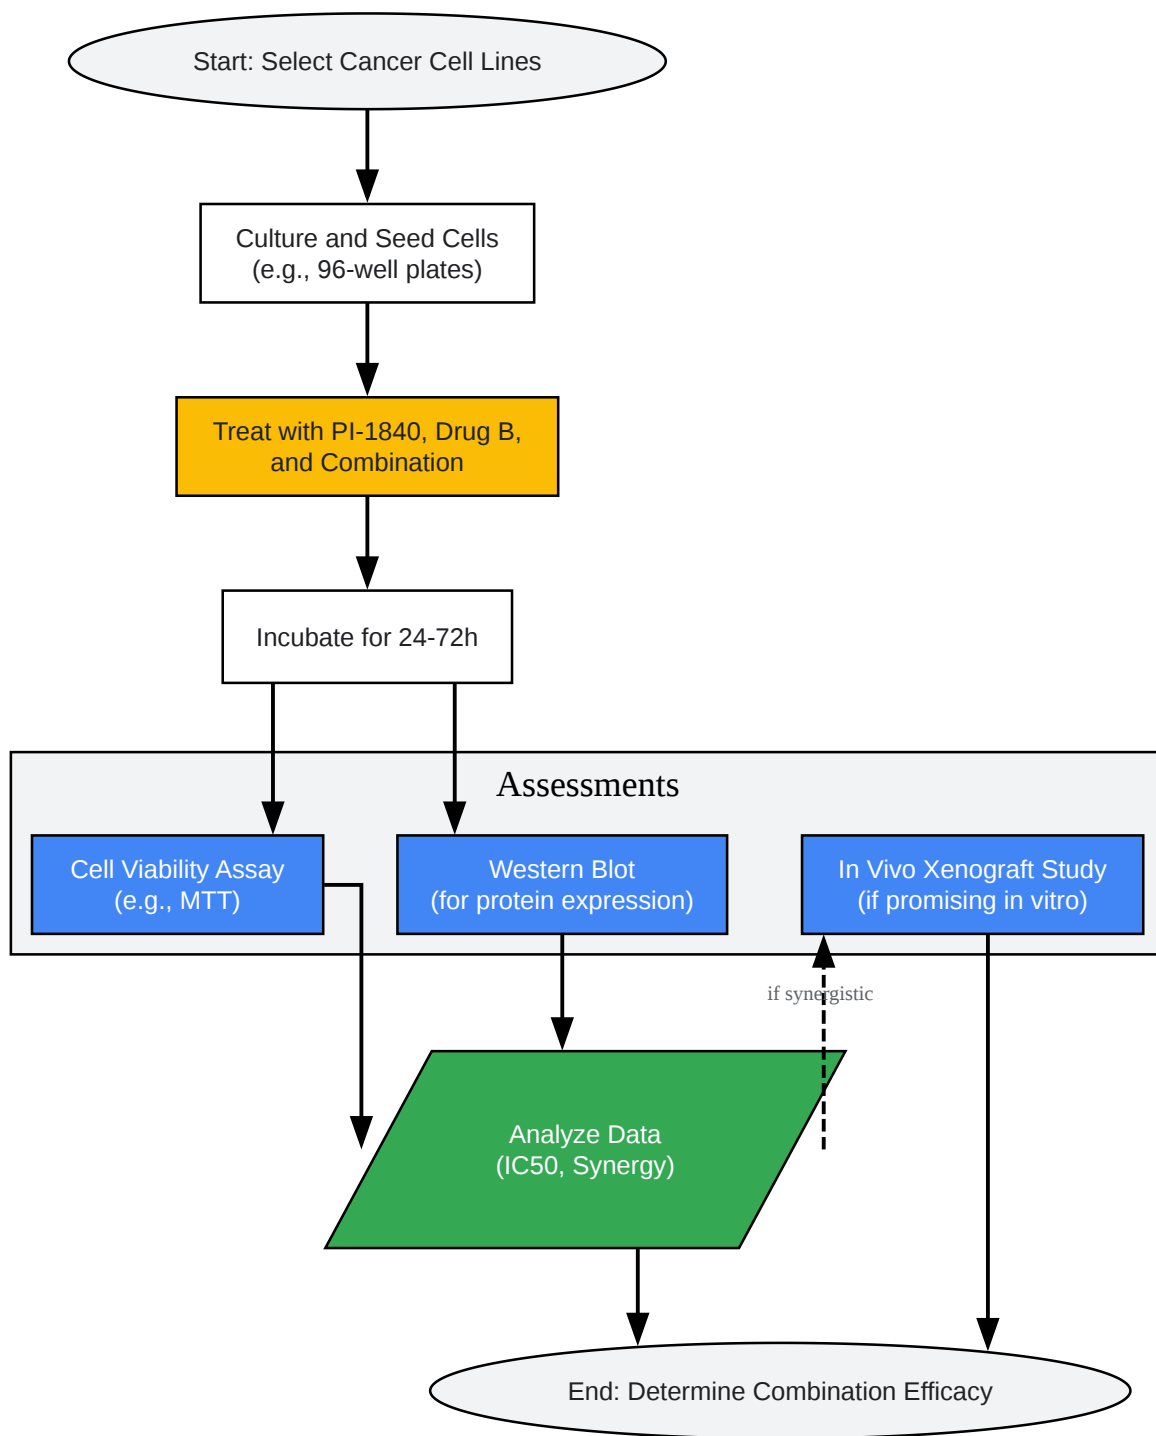 Start: Select Cancer Cell Lines
Culture and Seed Cells
(e.g., 96-well plates)
Treat with PI-1840, Drug B,
and Combination
Incubate for 24-72h
Assessments
Cell Viability Assay
(e.g., MTT)
Western Blot
(for protein expression)
In Vivo Xenograft Study
(if promising in vitro)
if synergistic
Analyze Data
(IC50, Synergy)
End: Determine Combination Efficacy